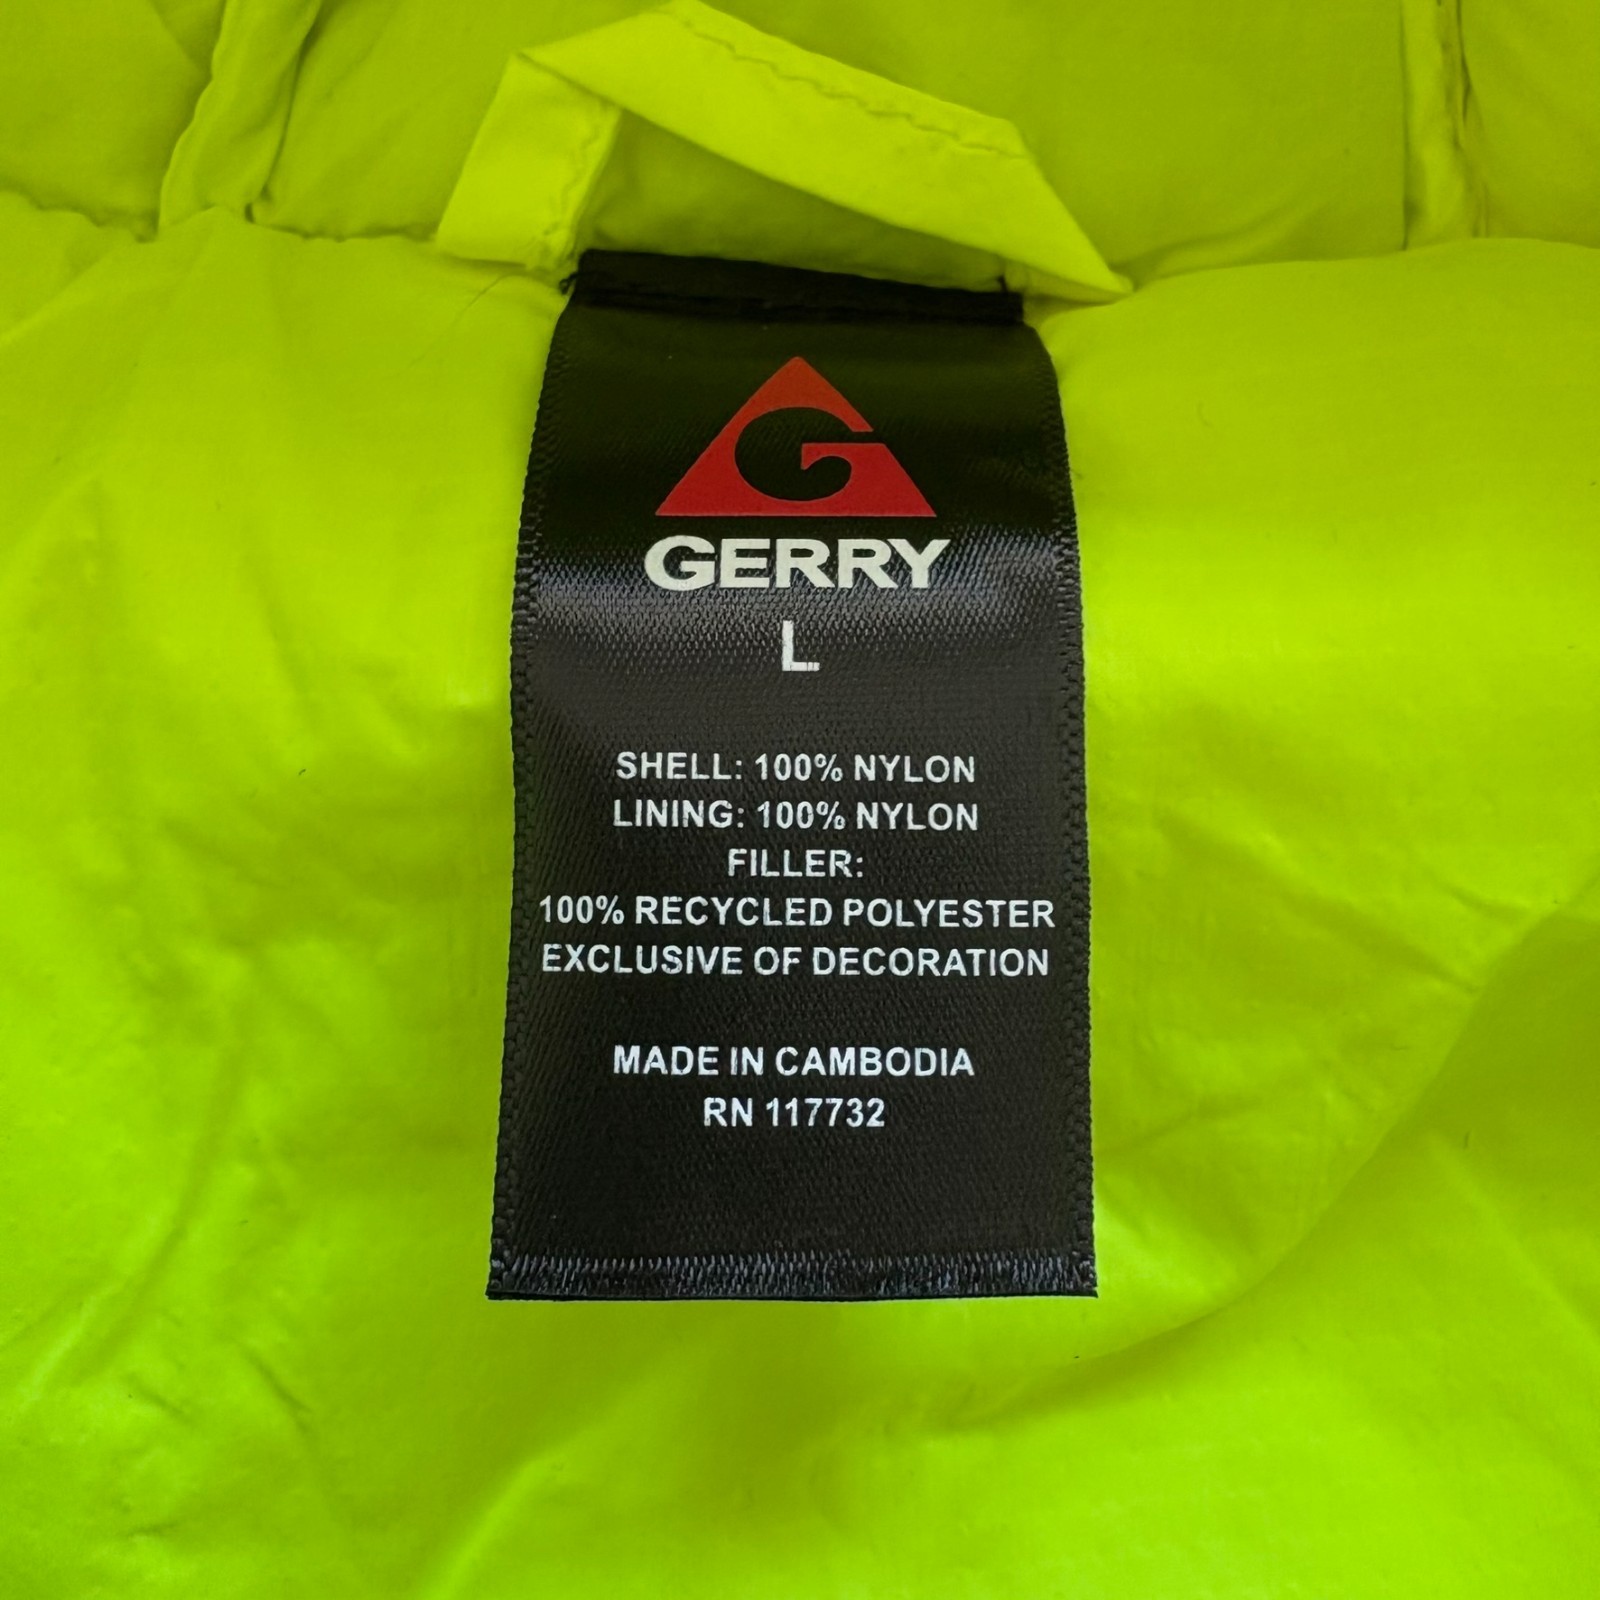 G
GERRY
L
SHELL: 100% NYLON
LINING: 100% NYLON
FILLER:
100% RECYCLED POLYESTER
EXCLUSIVE OF DECORATION
MADE IN CAMBODIA
RN 117732